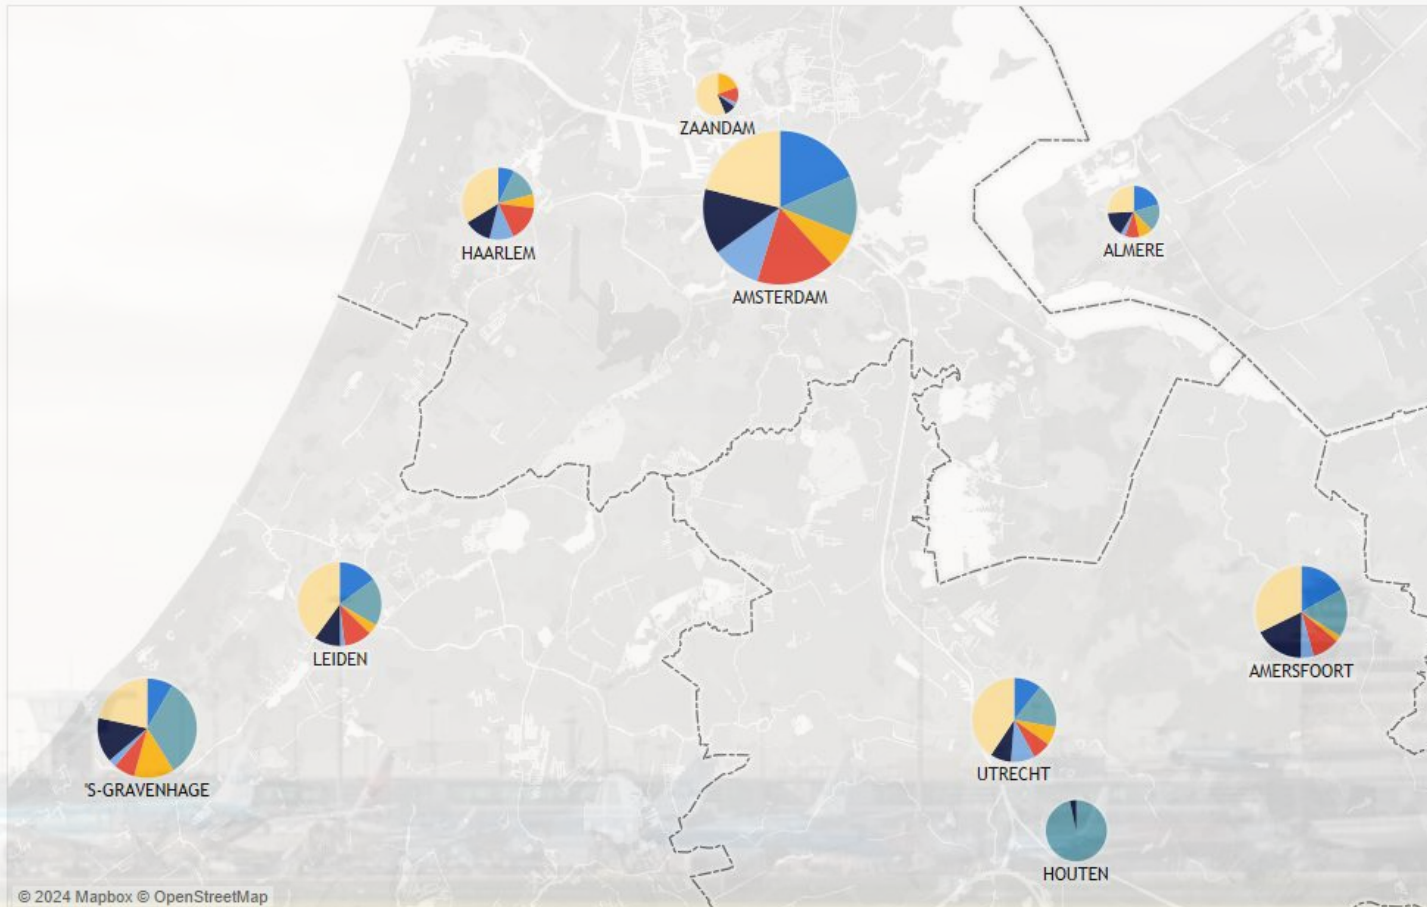 ZAANDAM
HAARLEM
ALMERE
AMSTERDAM
LEIDEN
AMERSFOORT
'S-GRAVENHAGE
UTRECHT
HOUTEN
© 2024 Mapbox © OpenStreetMap